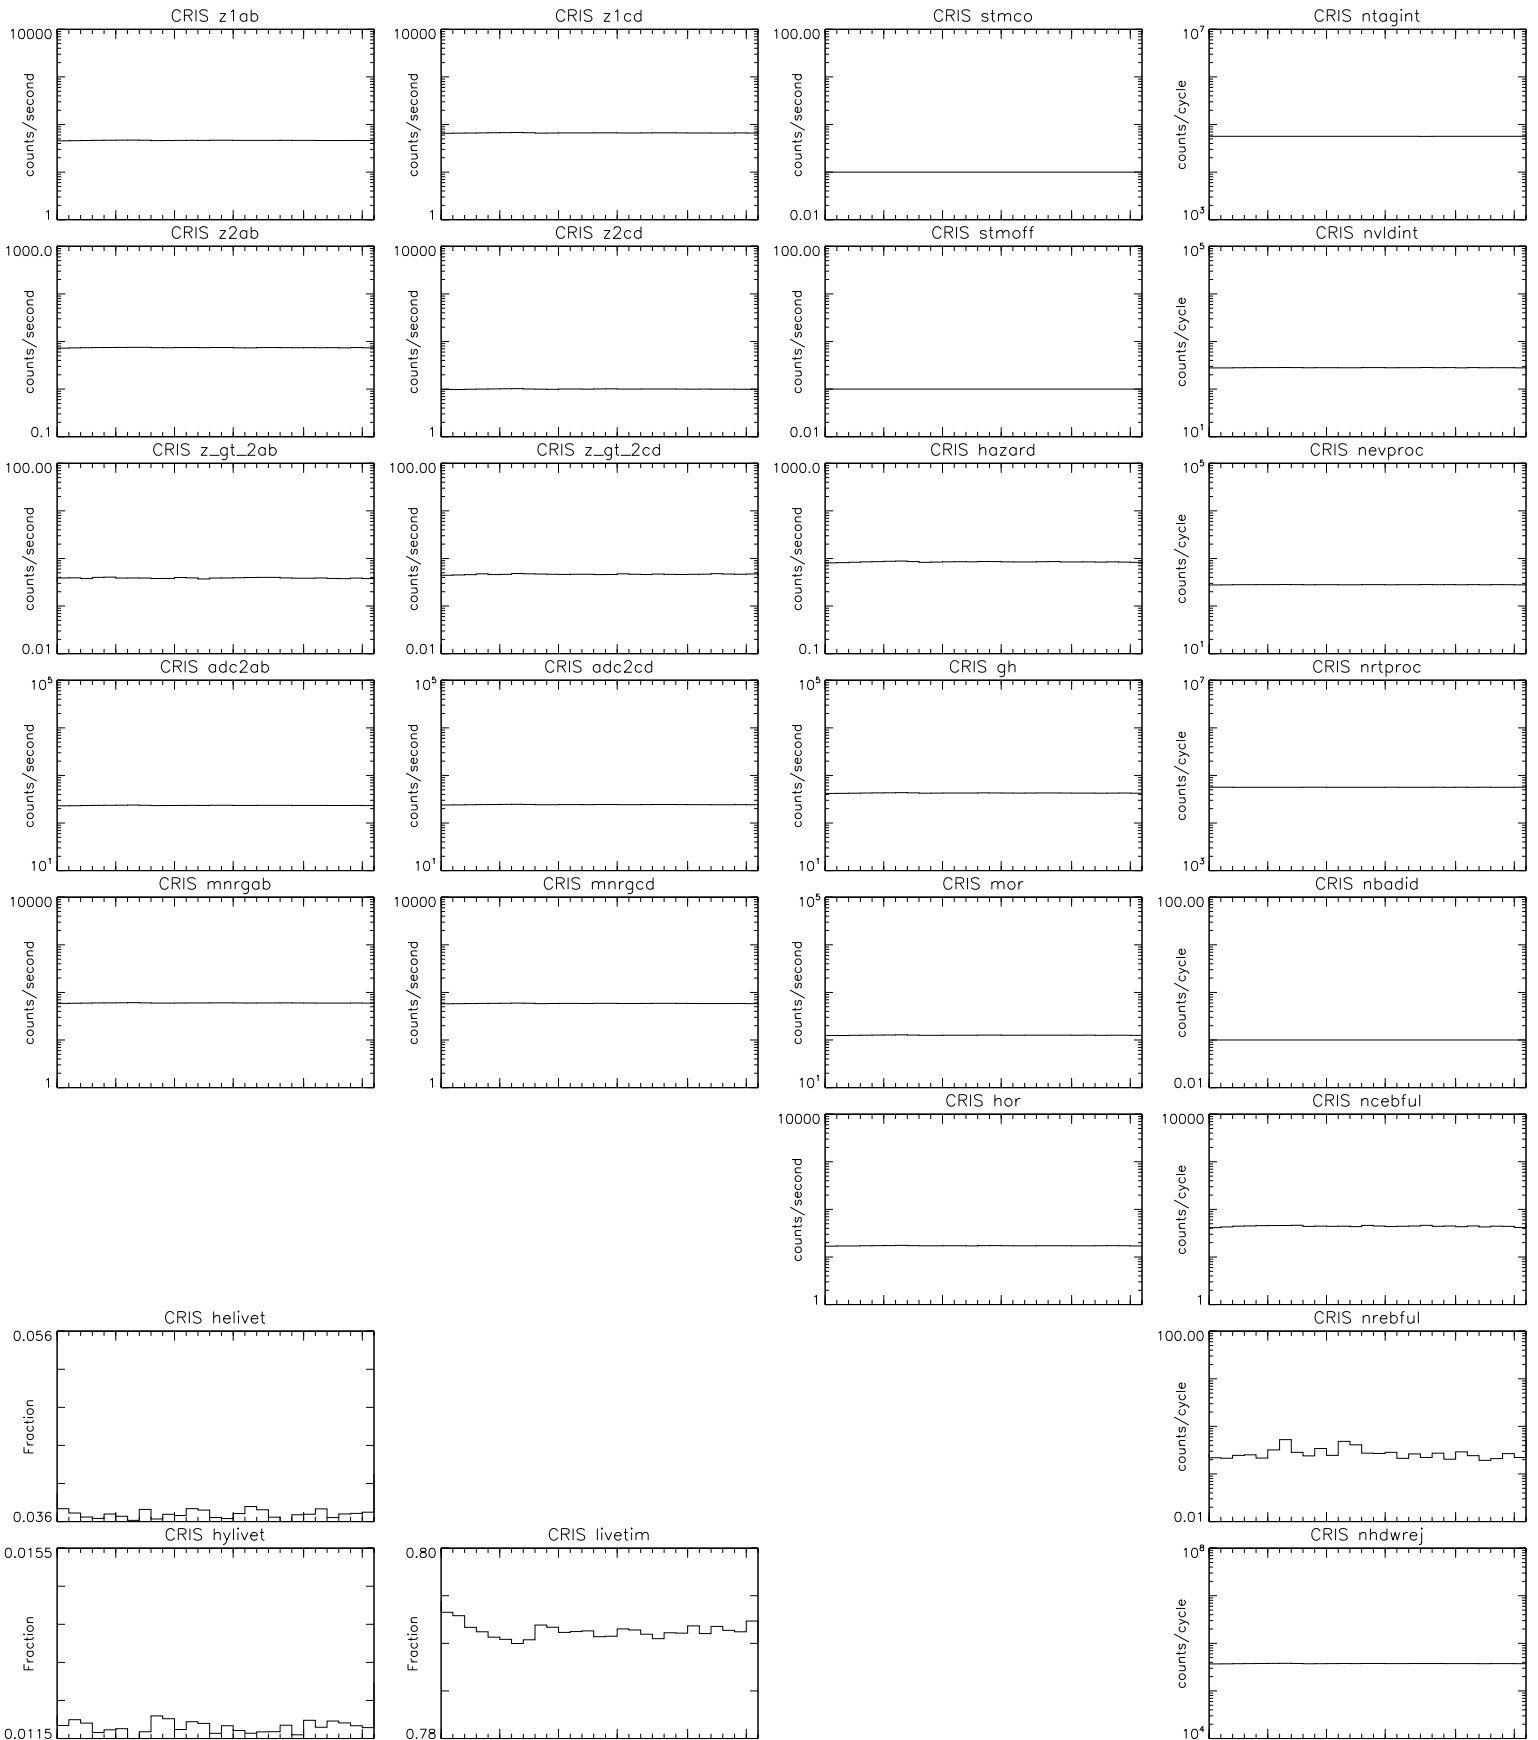 CRIS z1ab
10000
counts/second
1
CRIS z1cd
10000
counts/second
1
CRIS stmco
100.00
counts/second
0.01
CRIS ntagint
10⁷
counts/cycle
10³
CRIS z2ab
1000.0
counts/second
0.1
CRIS z2cd
10000
counts/second
1
CRIS stmoff
100.00
counts/second
0.01
CRIS nvldint
10⁵
counts/cycle
10¹
CRIS z_gt_2ab
100.00
counts/second
0.01
CRIS z_gt_2cd
100.00
counts/second
0.01
CRIS hazard
1000.0
counts/second
0.1
CRIS nevproc
10⁵
counts/cycle
10¹
CRIS adc2ab
10⁵
counts/second
10¹
CRIS adc2cd
10⁵
counts/second
10¹
CRIS gh
10⁵
counts/second
10¹
CRIS nrtproc
10⁷
counts/cycle
10³
CRIS mnrgab
10000
counts/second
1
CRIS mnrgcd
10000
counts/second
1
CRIS mor
10⁵
counts/second
10¹
CRIS nbadid
100.00
counts/cycle
0.01
CRIS hor
10000
counts/second
1
CRIS ncebful
10000
counts/cycle
1
CRIS helivet
0.056
Fraction
0.036
CRIS nrebful
100.00
counts/cycle
0.01
CRIS hylivet
0.0155
Fraction
0.0115
CRIS livetim
0.80
Fraction
0.78
CRIS nhdwrej
10⁸
counts/cycle
10⁴